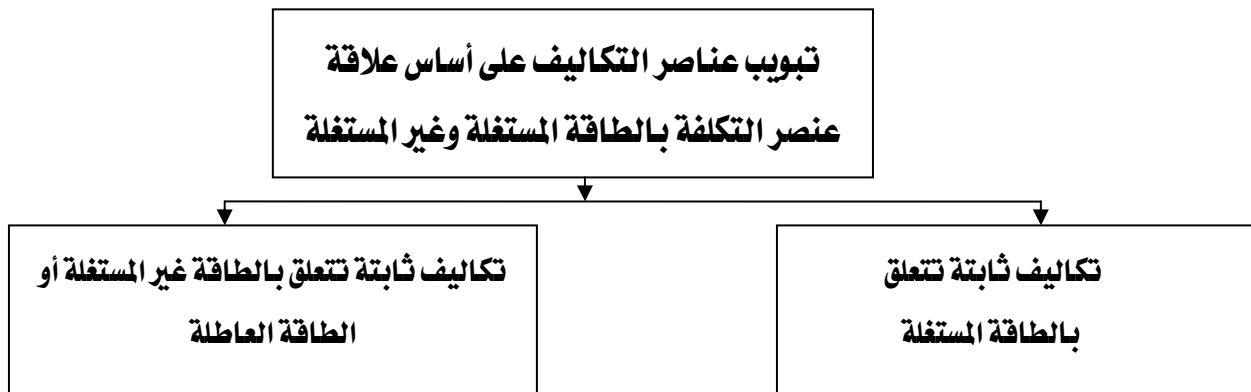 تبويب عناصر التكاليف على أساس علاقة
عنصر التكلفة بالطاقة المستغلة وغير المستغلة
تكاليف ثابتة تتعلق
بالطاقة المستغلة
تكاليف ثابتة تتعلق بالطاقة غير المستغلة أو
الطاقة العاطلة